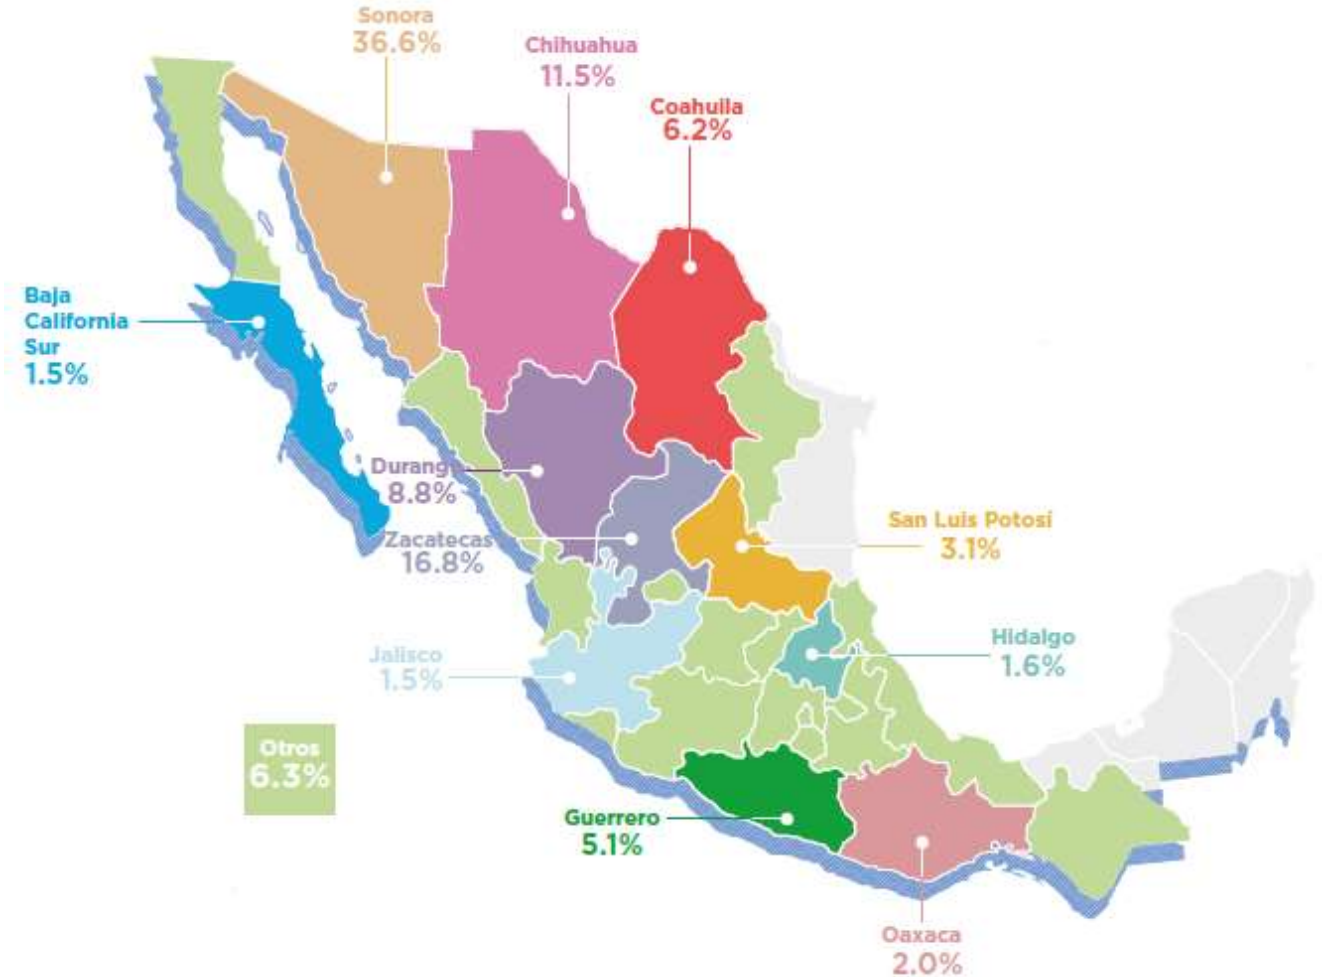 Sonora
36.6%
Chihuahua
11.5%
Coahuila
6.2%
Baja
California
Sur
1.5%
Durang
8.8%
Zacatecas
16.8%
San Luis Potosí
3.1%
Jalisco
1.5%
Hidalgo
1.6%
Otros
6.3%
Guerrero
5.1%
Oaxaca
2.0%